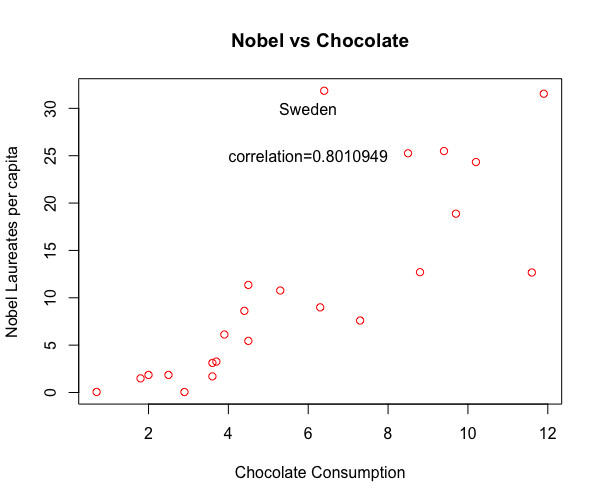 Nobel vs Chocolate
Nobel Laureates per capita
30
25
20
15
10
5
0
Sweden
correlation=0.8010949
2 4 6 8 10 12
Chocolate Consumption